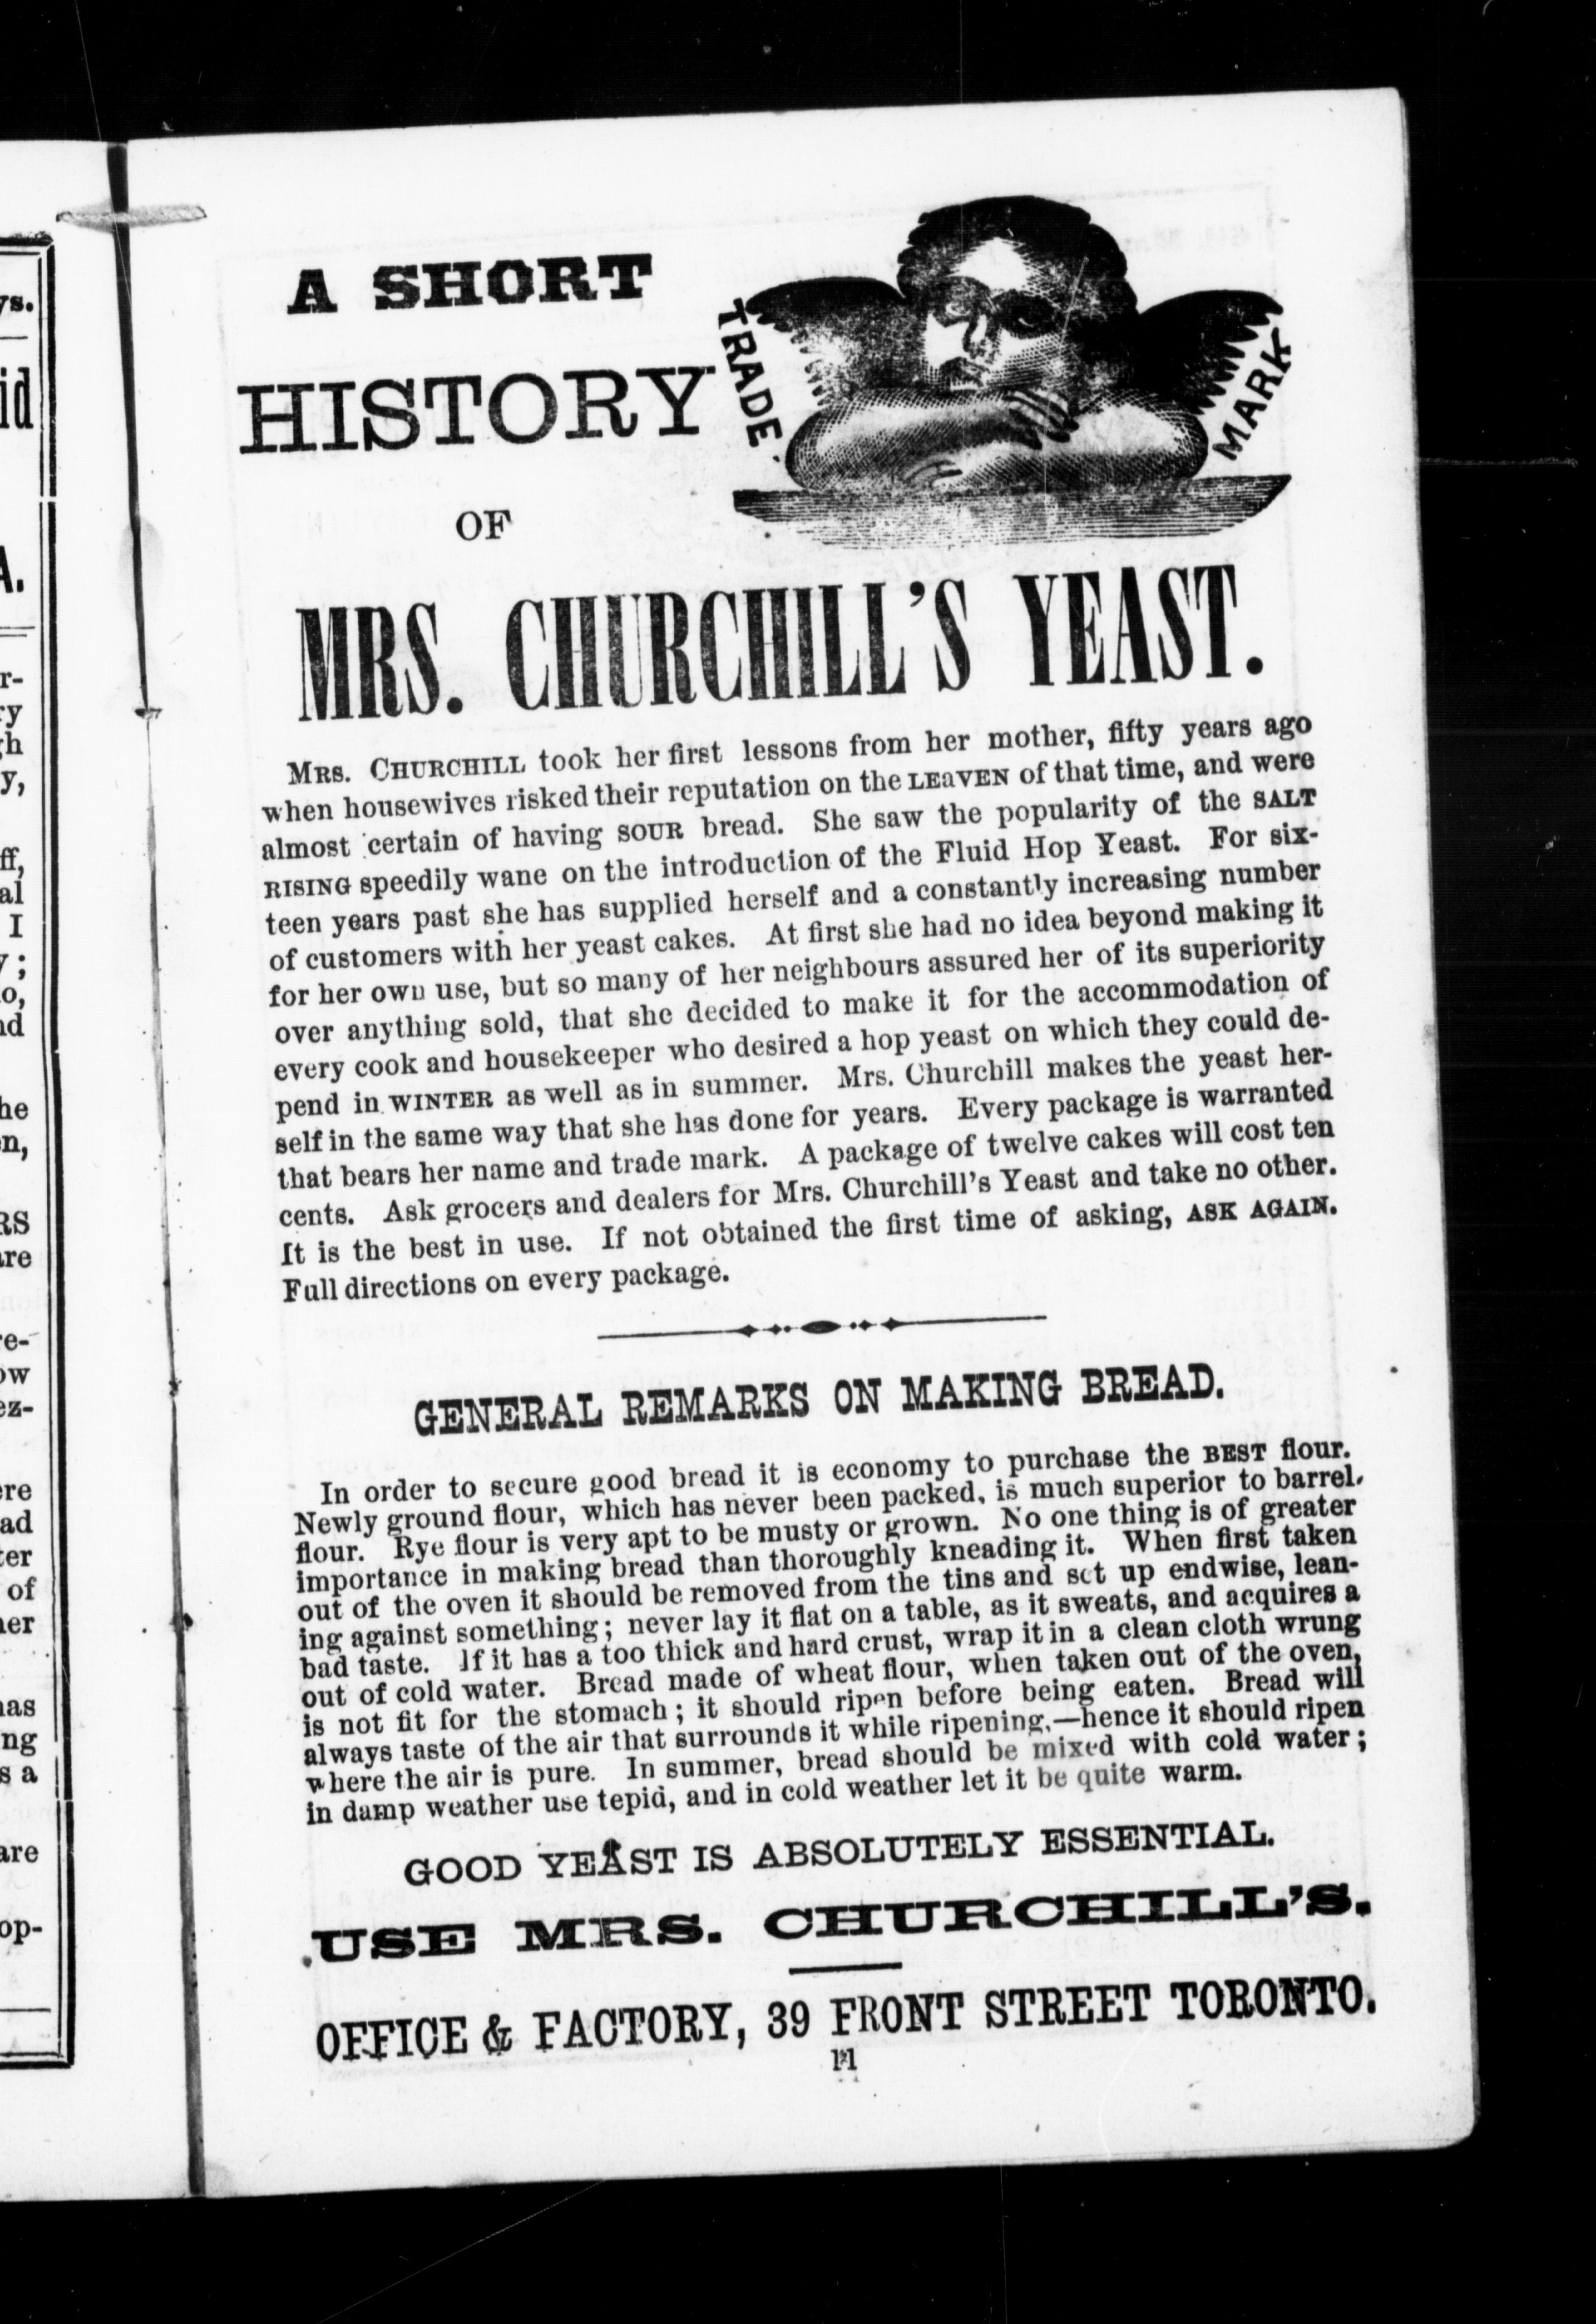 A SHORT
HISTORY
OF
TRADE
MARK
MRS. CHURCHILL'S YEAST.
MRS. CHURCHILL took her first lessons from her mother, fifty years ago
when housewives risked their reputation on the LEAVEN of that time, and were
almost certain of having SOUR bread. She saw the popularity of the SALT
RISING speedily wane on the introduction of the Fluid Hop Yeast. For six-
teen years past she has supplied herself and a constantly increasing number
of customers with her yeast cakes. At first she had no idea beyond making it
for her own use, but so many of her neighbours assured her of its superiority
over anything sold, that she decided to make it for the accommodation of
every cook and housekeeper who desired a hop yeast on which they could de-
pend in WINTER as well as in summer. Mrs. Churchill makes the yeast her-
self in the same way that she has done for years. Every package is warranted
that bears her name and trade mark. A package of twelve cakes will cost ten
cents. Ask grocers and dealers for Mrs. Churchill's Yeast and take no other.
It is the best in use. If not obtained the first time of asking, ASK AGAIN.
Full directions on every package.
GENERAL REMARKS ON MAKING BREAD.
In order to secure good bread it is economy to purchase the BEST flour.
Newly ground flour, which has never been packed, is much superior to barrel
flour. Rye flour is very apt to be musty or grown. No one thing is of greater
importance in making bread than thoroughly kneading it. When first taken
out of the oven it should be removed from the tins and set up endwise, lean-
ing against something; never lay it flat on a table, as it sweats, and acquires a
bad taste. If it has a too thick and hard crust, wrap it in a clean cloth wrung
out of cold water. Bread made of wheat flour, when taken out of the oven,
is not fit for the stomach; it should ripen before being eaten. Bread will
always taste of the air that surrounds it while ripening,—hence it should ripen
where the air is pure. In summer, bread should be mixed with cold water;
in damp weather use tepid, and in cold weather let it be quite warm.
GOOD YEAST IS ABSOLUTELY ESSENTIAL.
USE MRS. CHURCHILL'S.
OFFICE & FACTORY, 39 FRONT STREET TORONTO.
11